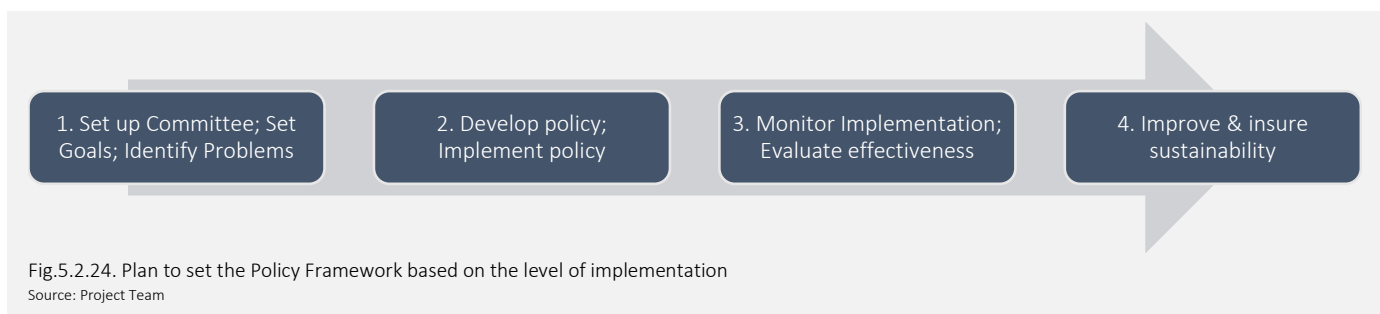 1. Set up Committee; Set
Goals; Identify Problems
2. Develop policy;
Implement policy
3. Monitor Implementation;
Evaluate effectiveness
4. Improve & insure
sustainability
Fig.5.2.24. Plan to set the Policy Framework based on the level of implementation
Source: Project Team